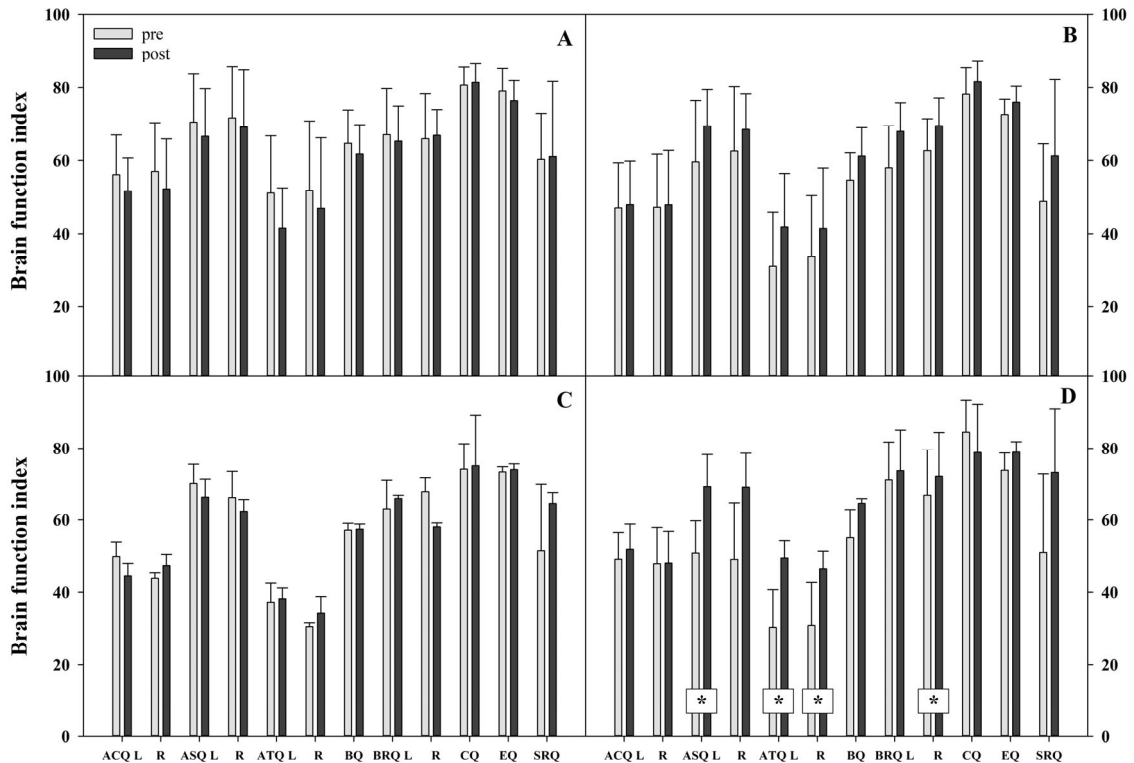 100
80
60
40
20
Brain function index
pre
post
A
B
100
80
60
40
20
100
80
60
40
20
0
Brain function index
C
D
* * * *
100
80
60
40
20
0
ACQ L R ASQ L R ATQ L R BQ BRQ L R CQ EQ SRQ
ACQ L R ASQ L R ATQ L R BQ BRQ L R CQ EQ SRQ